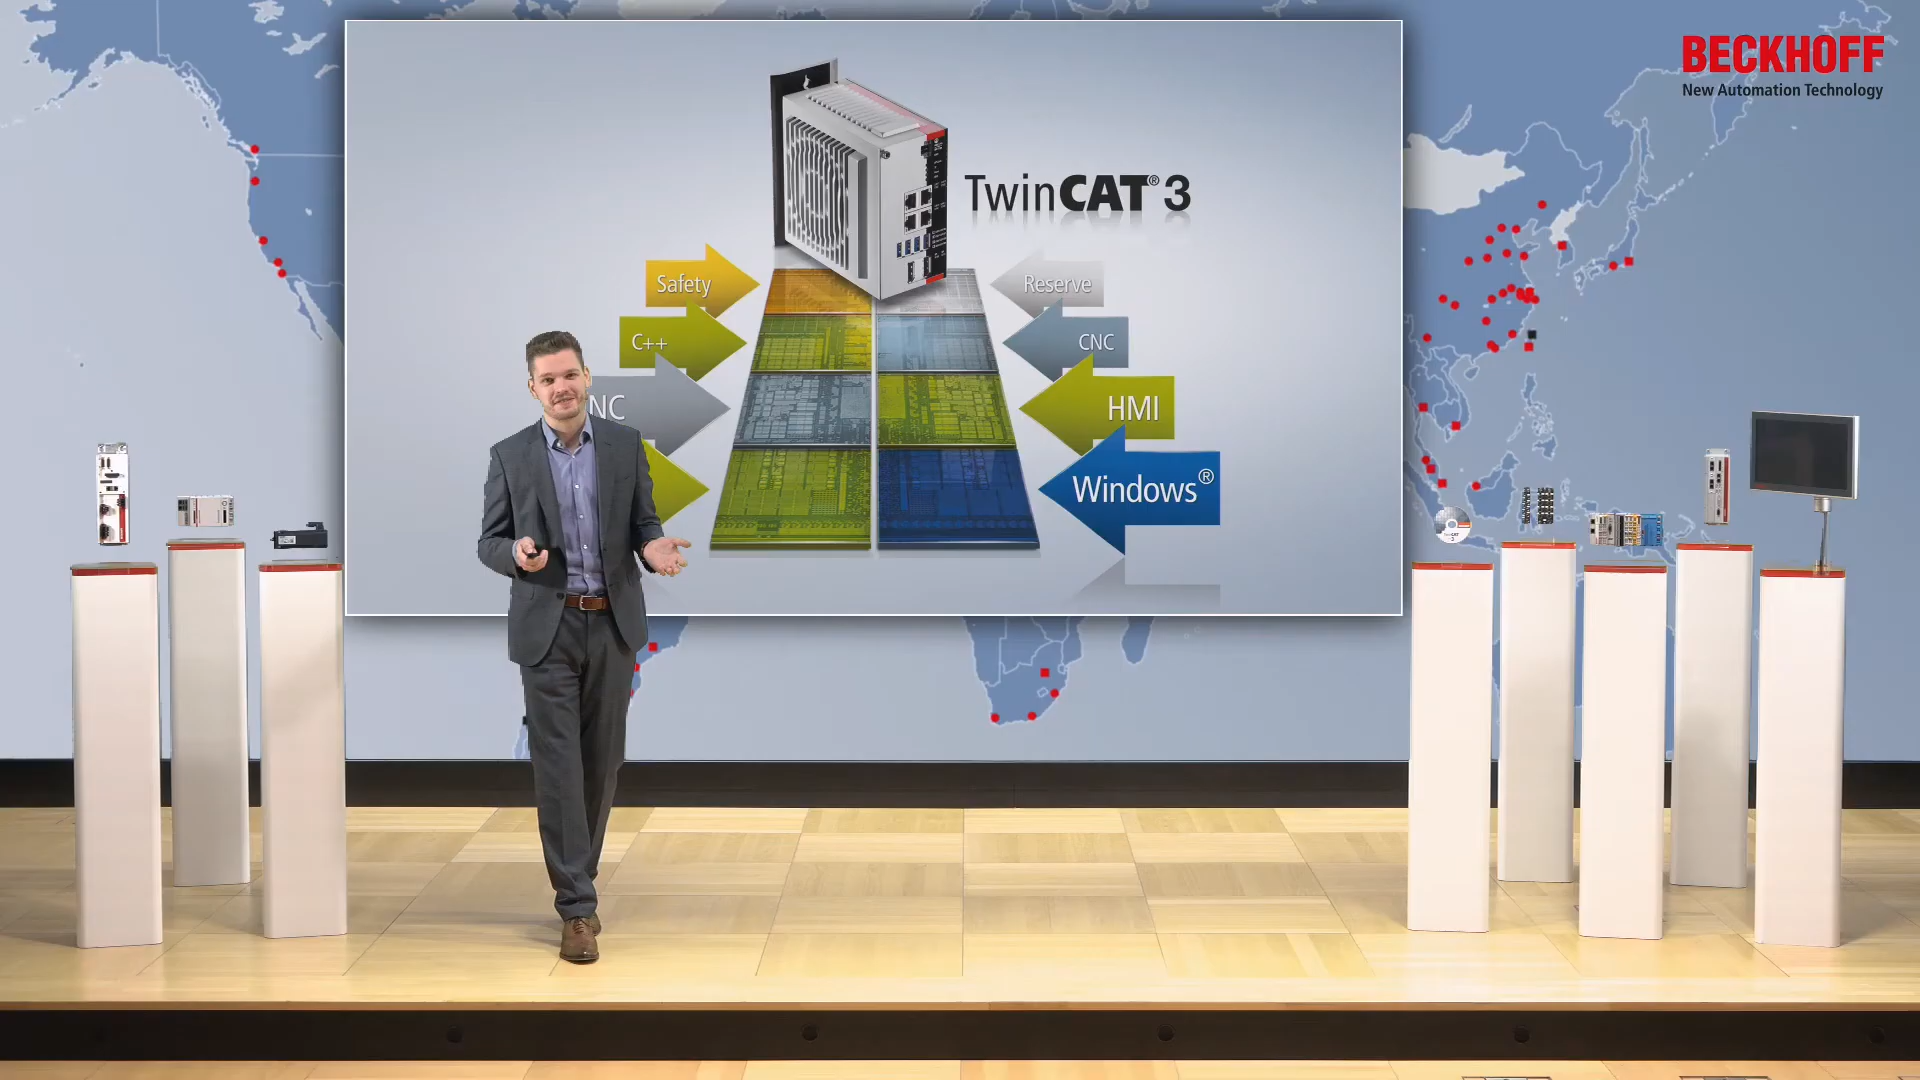 BECKHOFF
New Automation Technology
TwinCAT® 3
Safety
Reserve
C++
CNC
NC
HMI
Windows®